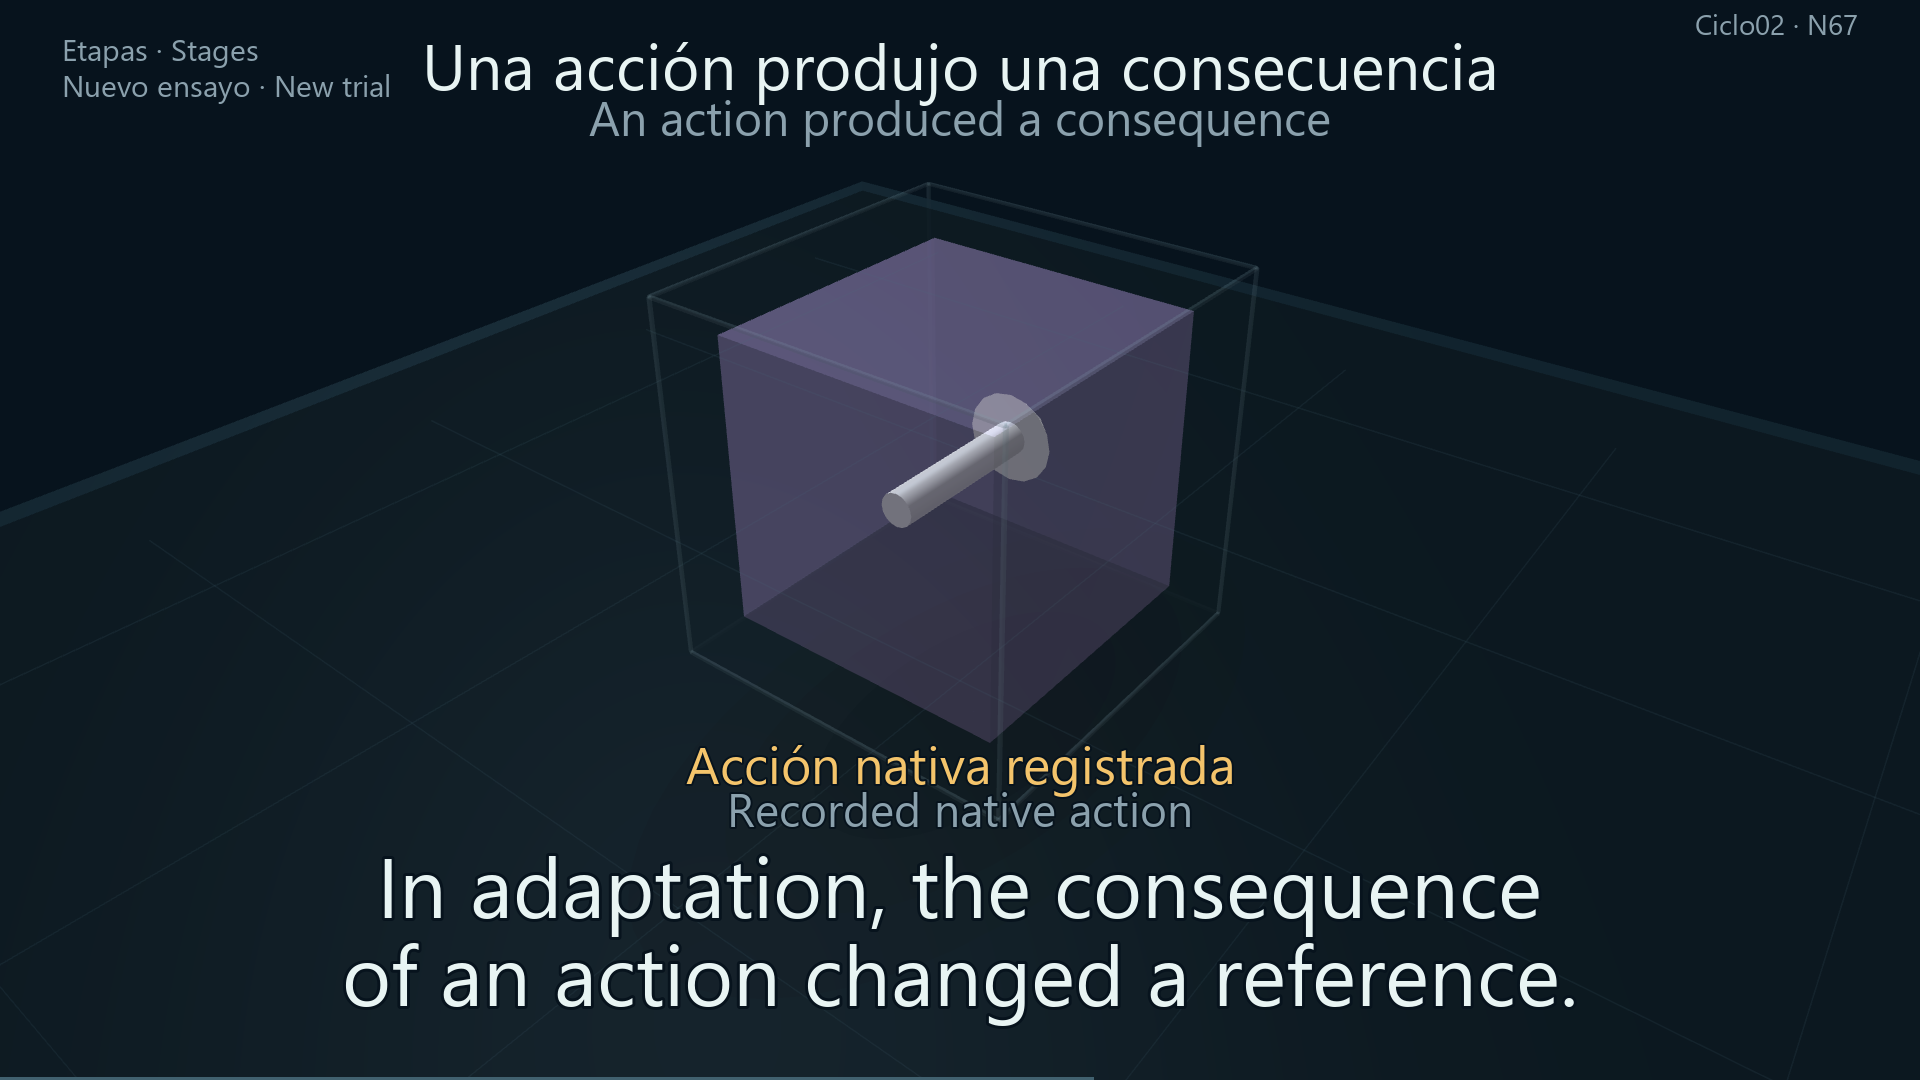 Ciclo02 · N67
Etapas · Stages
Nuevo ensayo · New trial
Una acción produjo una consecuencia
An action produced a consequence
Acción nativa registrada
Recorded native action
In adaptation, the consequence
of an action changed a reference.